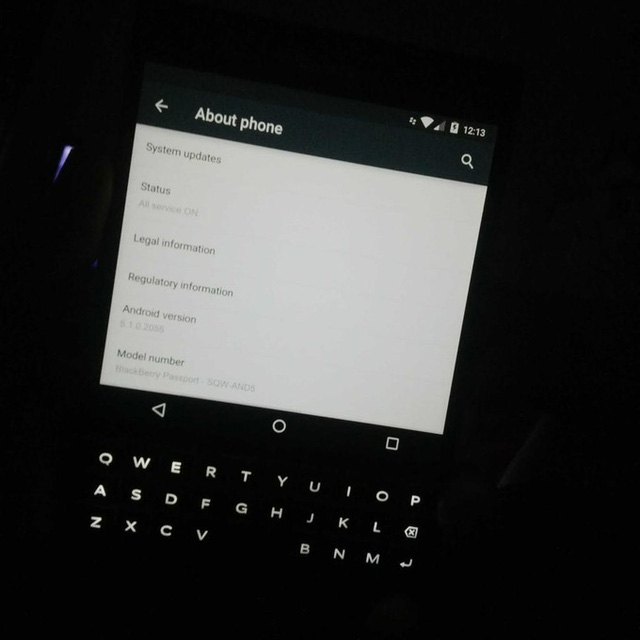 12:13
About phone
System updates
Status
All service ON
Legal information
Regulatory information
Android version
5.1.0.2055
Model number
BlackBerry Passport - SQW-AND5
Q W E R T Y U I O P
A S D F G H J K L
Z X C V B N M